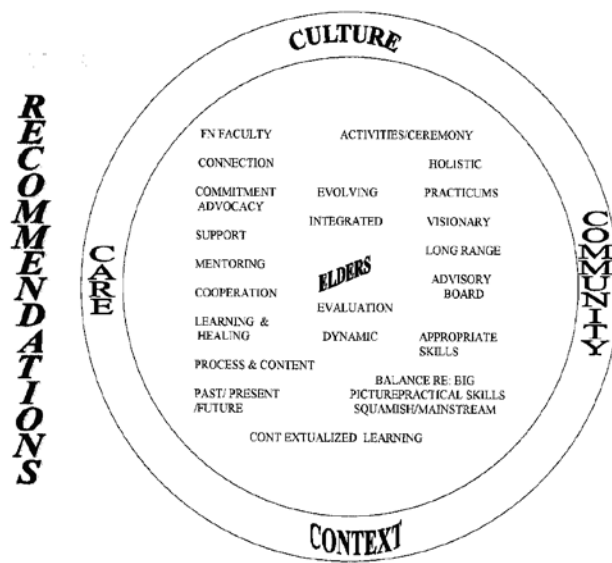 RECOMMENDATIONS
CULTURE
CARE
COMMUNITY
FN FACULTY
ACTIVITIES/CEREMONY
CONNECTION
HOLISTIC
COMMITMENT
ADVOCACY
EVOLVING
PRACTICUMS
INTEGRATED
VISIONARY
SUPPORT
LONG RANGE
MENTORING
ELDERS
ADVISORY
BOARD
COOPERATION
EVALUATION
LEARNING &
HEALING
DYNAMIC
APPROPRIATE
SKILLS
PROCESS & CONTENT
BALANCE RE: BIG
PICTUREPRACTICAL SKILLS
SQUAMISH/MAINSTREAM
PAST/ PRESENT
/FUTURE
CONT EXTUALIZED LEARNING
CONTEXT